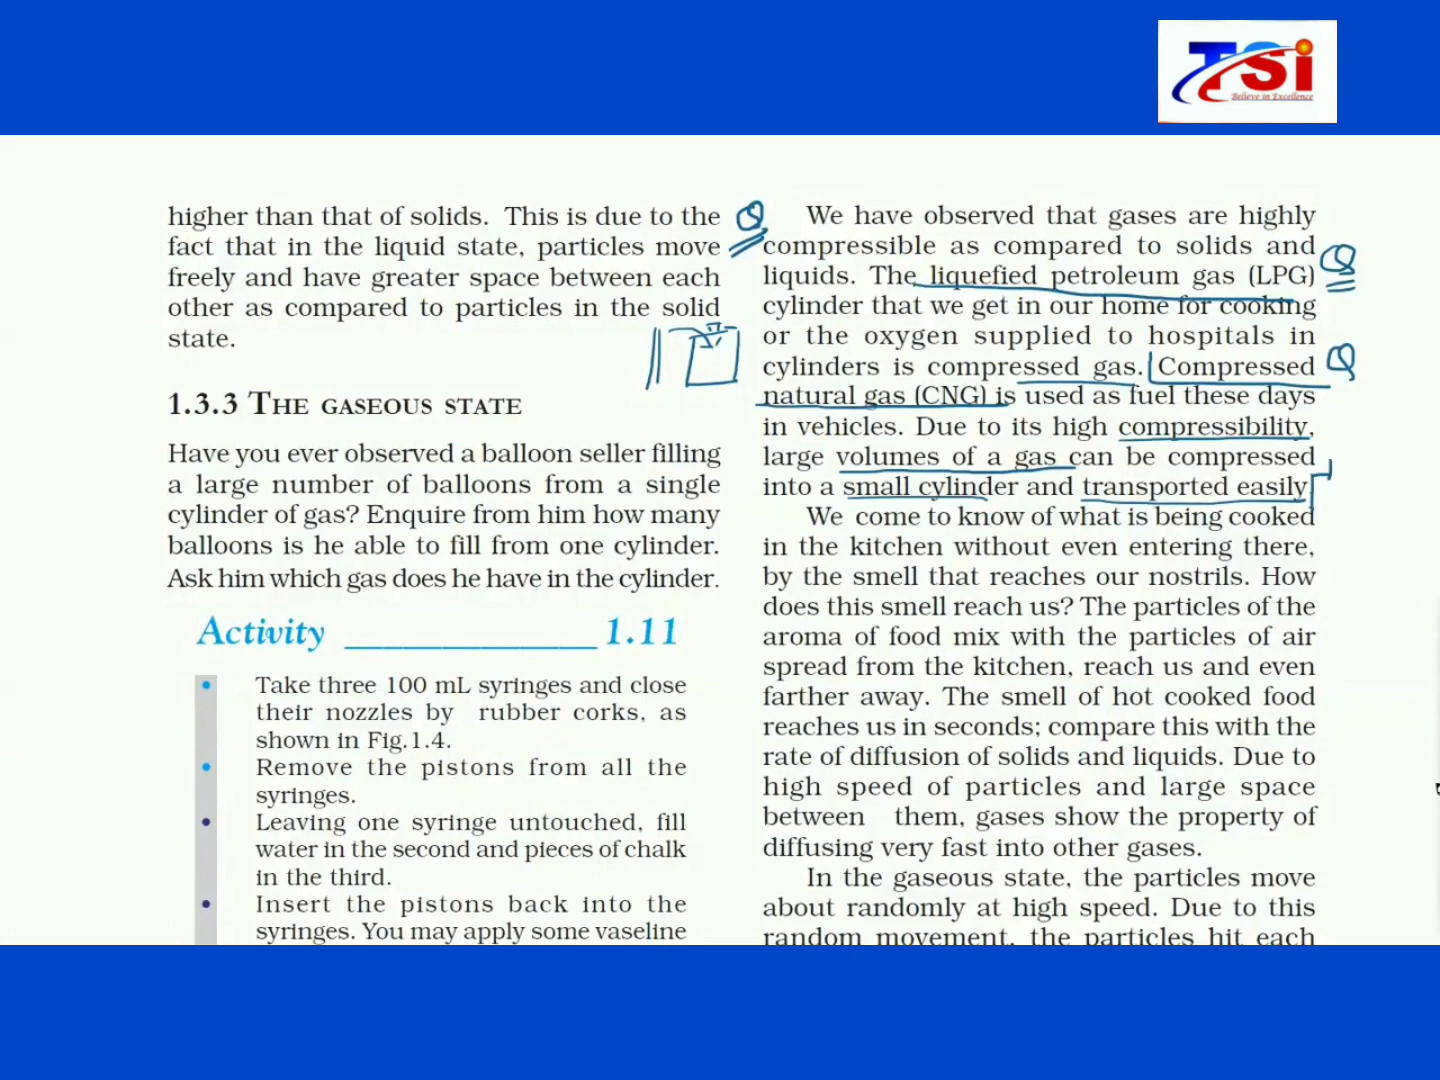 TSi
Believe in Excellence
higher than that of solids. This is due to the
fact that in the liquid state, particles move
freely and have greater space between each
other as compared to particles in the solid
state.
1.3.3 THE GASEOUS STATE
Have you ever observed a balloon seller filling
a large number of balloons from a single
cylinder of gas? Enquire from him how many
balloons is he able to fill from one cylinder.
Ask him which gas does he have in the cylinder.
Activity 1.11
• Take three 100 mL syringes and close
their nozzles by rubber corks, as
shown in Fig.1.4.
• Remove the pistons from all the
syringes.
• Leaving one syringe untouched, fill
water in the second and pieces of chalk
in the third.
• Insert the pistons back into the
syringes. You may apply some vaseline
Q
We have observed that gases are highly
compressible as compared to solids and
liquids. The liquefied petroleum gas (LPG)
Q
cylinder that we get in our home for cooking
or the oxygen supplied to hospitals in
cylinders is compressed gas. Compressed
Q
natural gas (CNG) is used as fuel these days
in vehicles. Due to its high compressibility,
large volumes of a gas can be compressed
into a small cylinder and transported easily
We come to know of what is being cooked
in the kitchen without even entering there,
by the smell that reaches our nostrils. How
does this smell reach us? The particles of the
aroma of food mix with the particles of air
spread from the kitchen, reach us and even
farther away. The smell of hot cooked food
reaches us in seconds; compare this with the
rate of diffusion of solids and liquids. Due to
high speed of particles and large space
between them, gases show the property of
diffusing very fast into other gases.
In the gaseous state, the particles move
about randomly at high speed. Due to this
random movement, the particles hit each